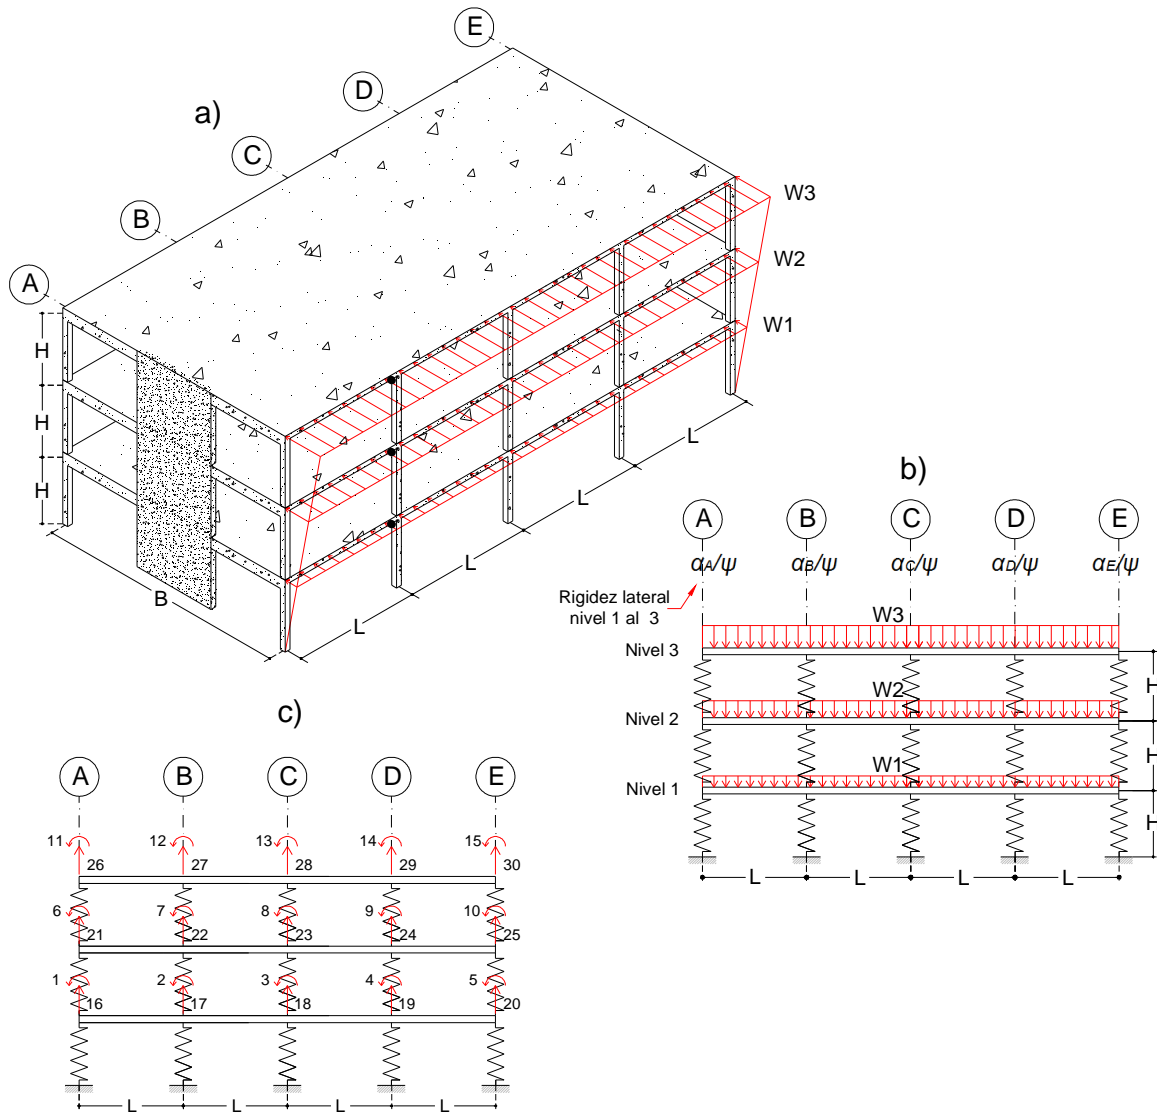 E
D
a)
C
W3
B
W2
A
W1
H
H
H
L
L
L
L
B
b)
A B C D E
αA/ψ αB/ψ αC/ψ αD/ψ αE/ψ
Rigidez lateral
nivel 1 al 3
W3
Nivel 3
H
W2
Nivel 2
H
W1
Nivel 1
H
L L L L
c)
A B C D E
11 12 13 14 15
26 27 28 29 30
6 7 8 9 10
21 22 23 24 25
1 2 3 4 5
16 17 18 19 20
L L L L